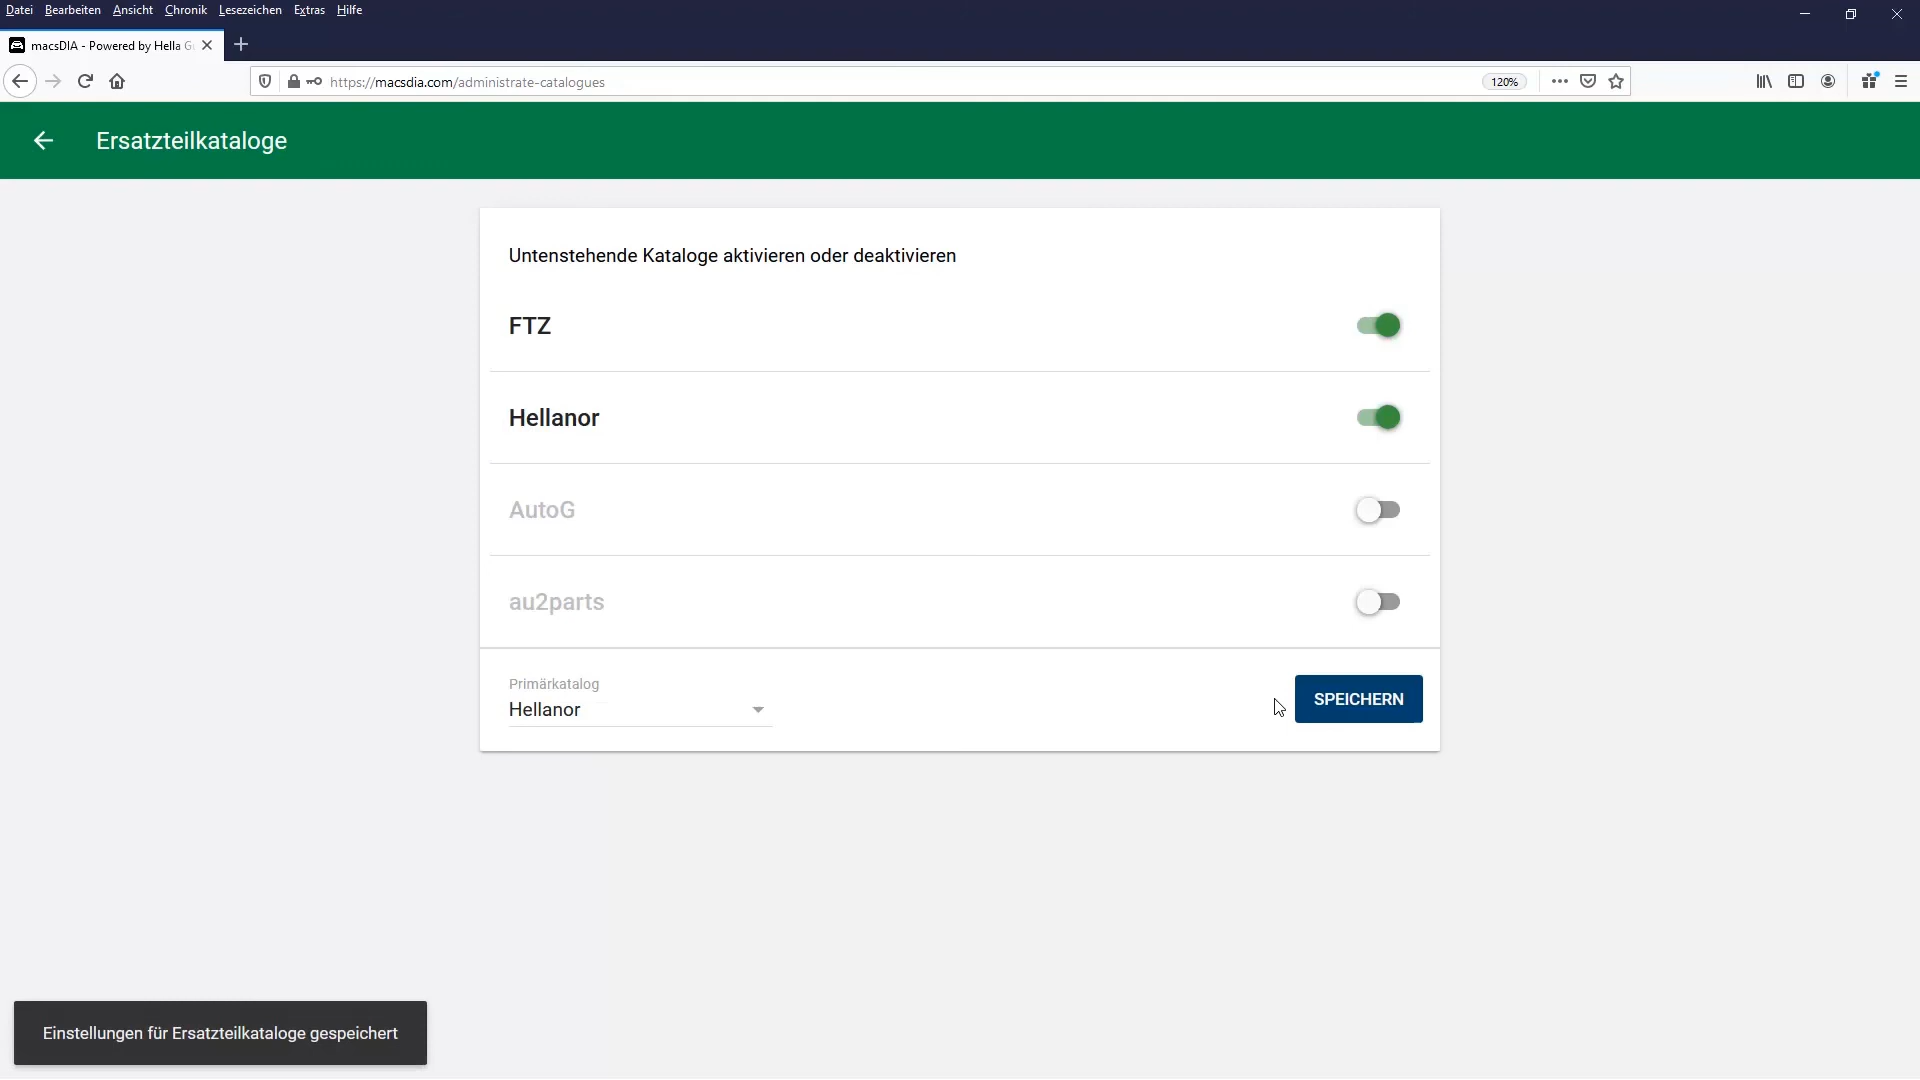 Datei Bearbeiten Ansicht Chronik Lesezeichen Extras Hilfe
macsDIA - Powered by Hella
https://macsdia.com/administrate-catalogues
120%
Ersatzteilkataloge
Untenstehende Kataloge aktivieren oder deaktivieren
FTZ
Hellanor
AutoG
au2parts
Primärkatalog
Hellanor
SPEICHERN
Einstellungen für Ersatzteilkataloge gespeichert